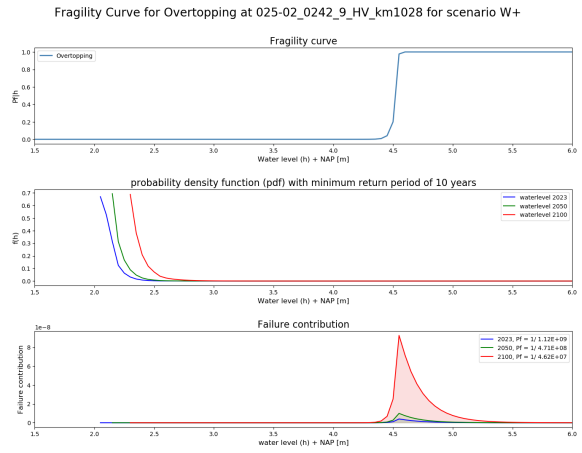 Fragility Curve for Overtopping at 025-02_0242_9_HV_km1028 for scenario W+
Fragility curve
1.0
0.8
0.6
0.4
0.2
0.0
Pf|h
Overtopping
1.5 2.0 2.5 3.0 3.5 4.0 4.5 5.0 5.5 6.0
Water level (h) + NAP [m]
probability density function (pdf) with minimum return period of 10 years
0.7
0.6
0.5
0.4
0.3
0.2
0.1
0.0
f(h)
waterlevel 2023
waterlevel 2050
waterlevel 2100
1.5 2.0 2.5 3.0 3.5 4.0 4.5 5.0 5.5 6.0
Water level (h) + NAP [m]
Failure contribution
1e-8
8
6
4
2
0
Failure contribution
2023, Pf = 1/ 1.12E+09
2050, Pf = 1/ 4.71E+08
2100, Pf = 1/ 4.62E+07
1.5 2.0 2.5 3.0 3.5 4.0 4.5 5.0 5.5 6.0
water level (h) + NAP [m]